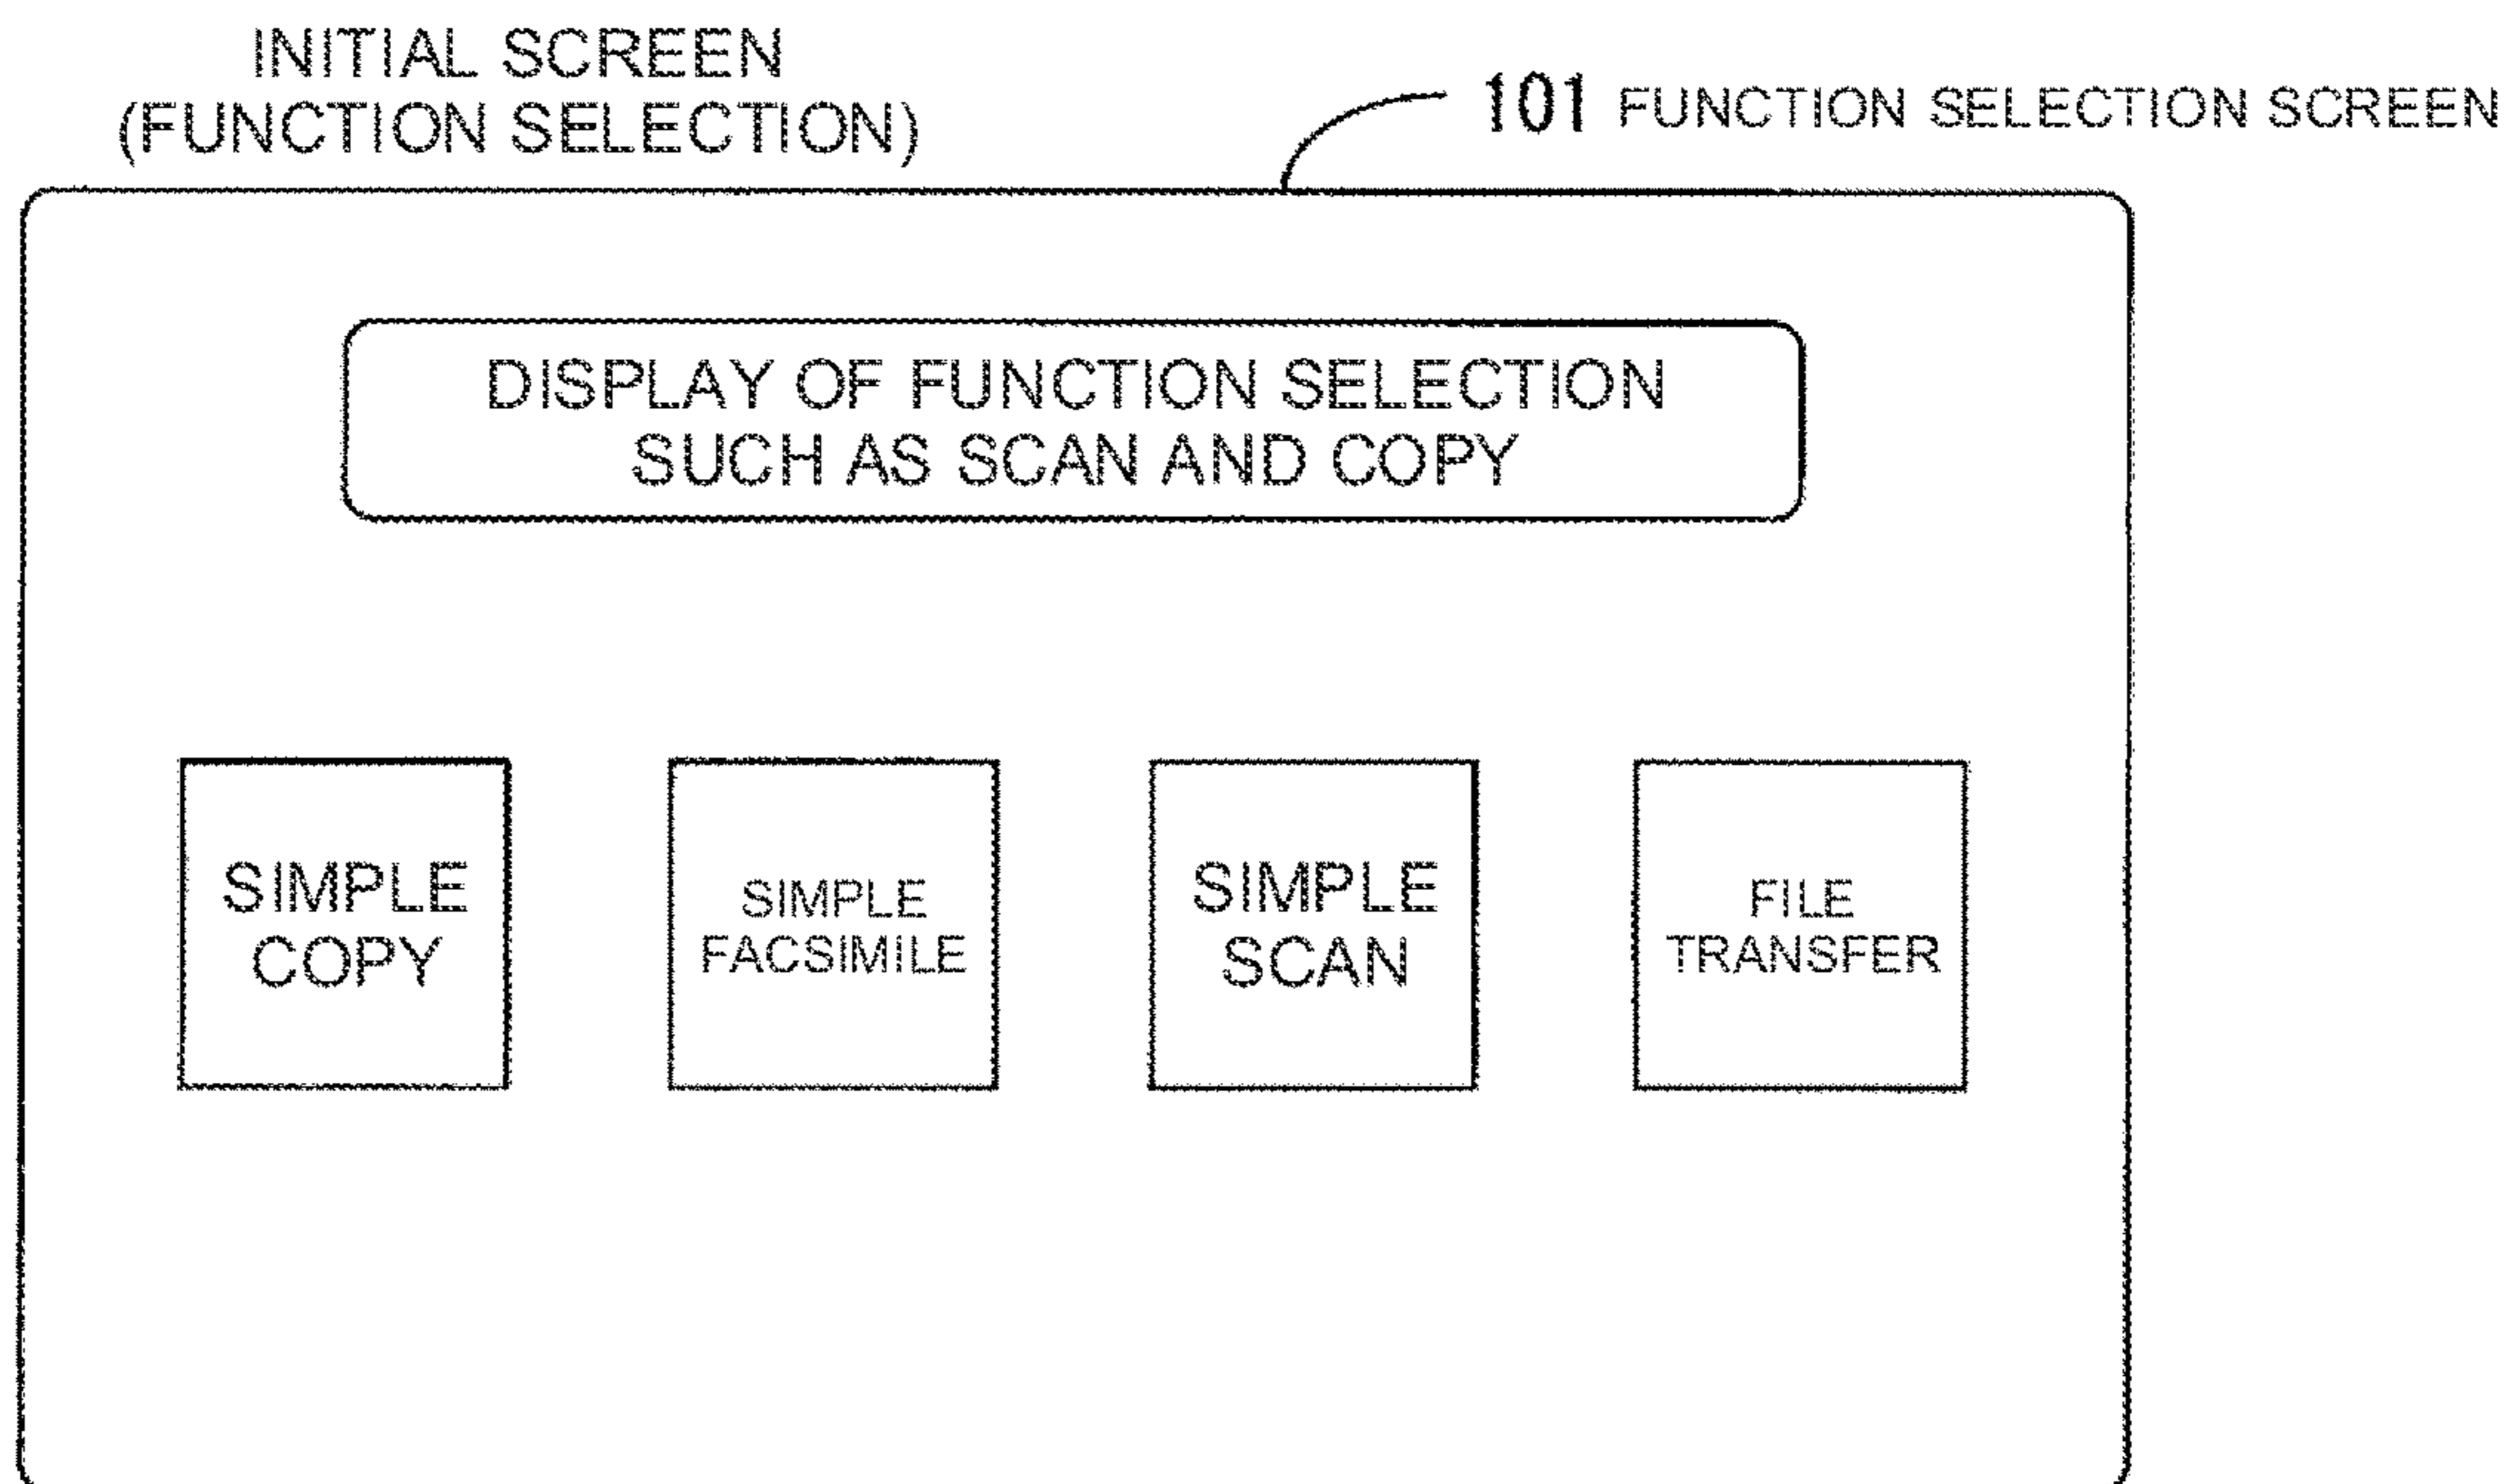 INITIAL SCREEN
(FUNCTION SELECTION)
101 FUNCTION SELECTION SCREEN
DISPLAY OF FUNCTION SELECTION
SUCH AS SCAN AND COPY
SIMPLE
COPY
SIMPLE
FACSIMILE
SIMPLE
SCAN
FILE
TRANSFER